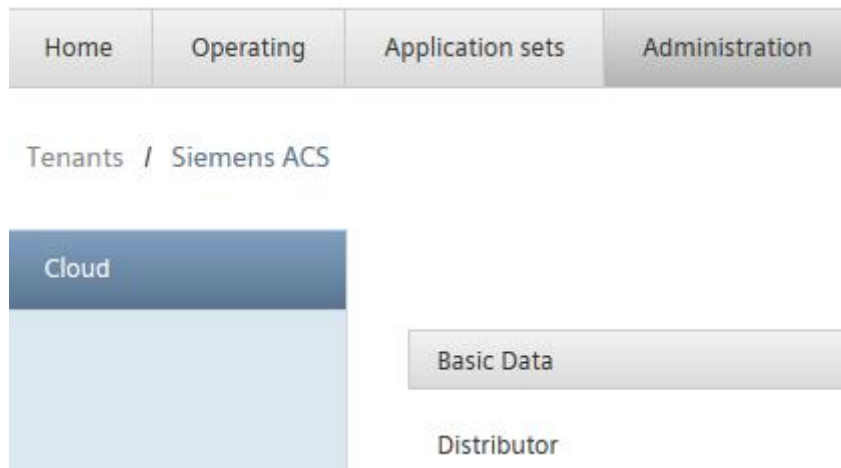 Home Operating Application sets Administration
Tenants / Siemens ACS
Cloud
Basic Data
Distributor